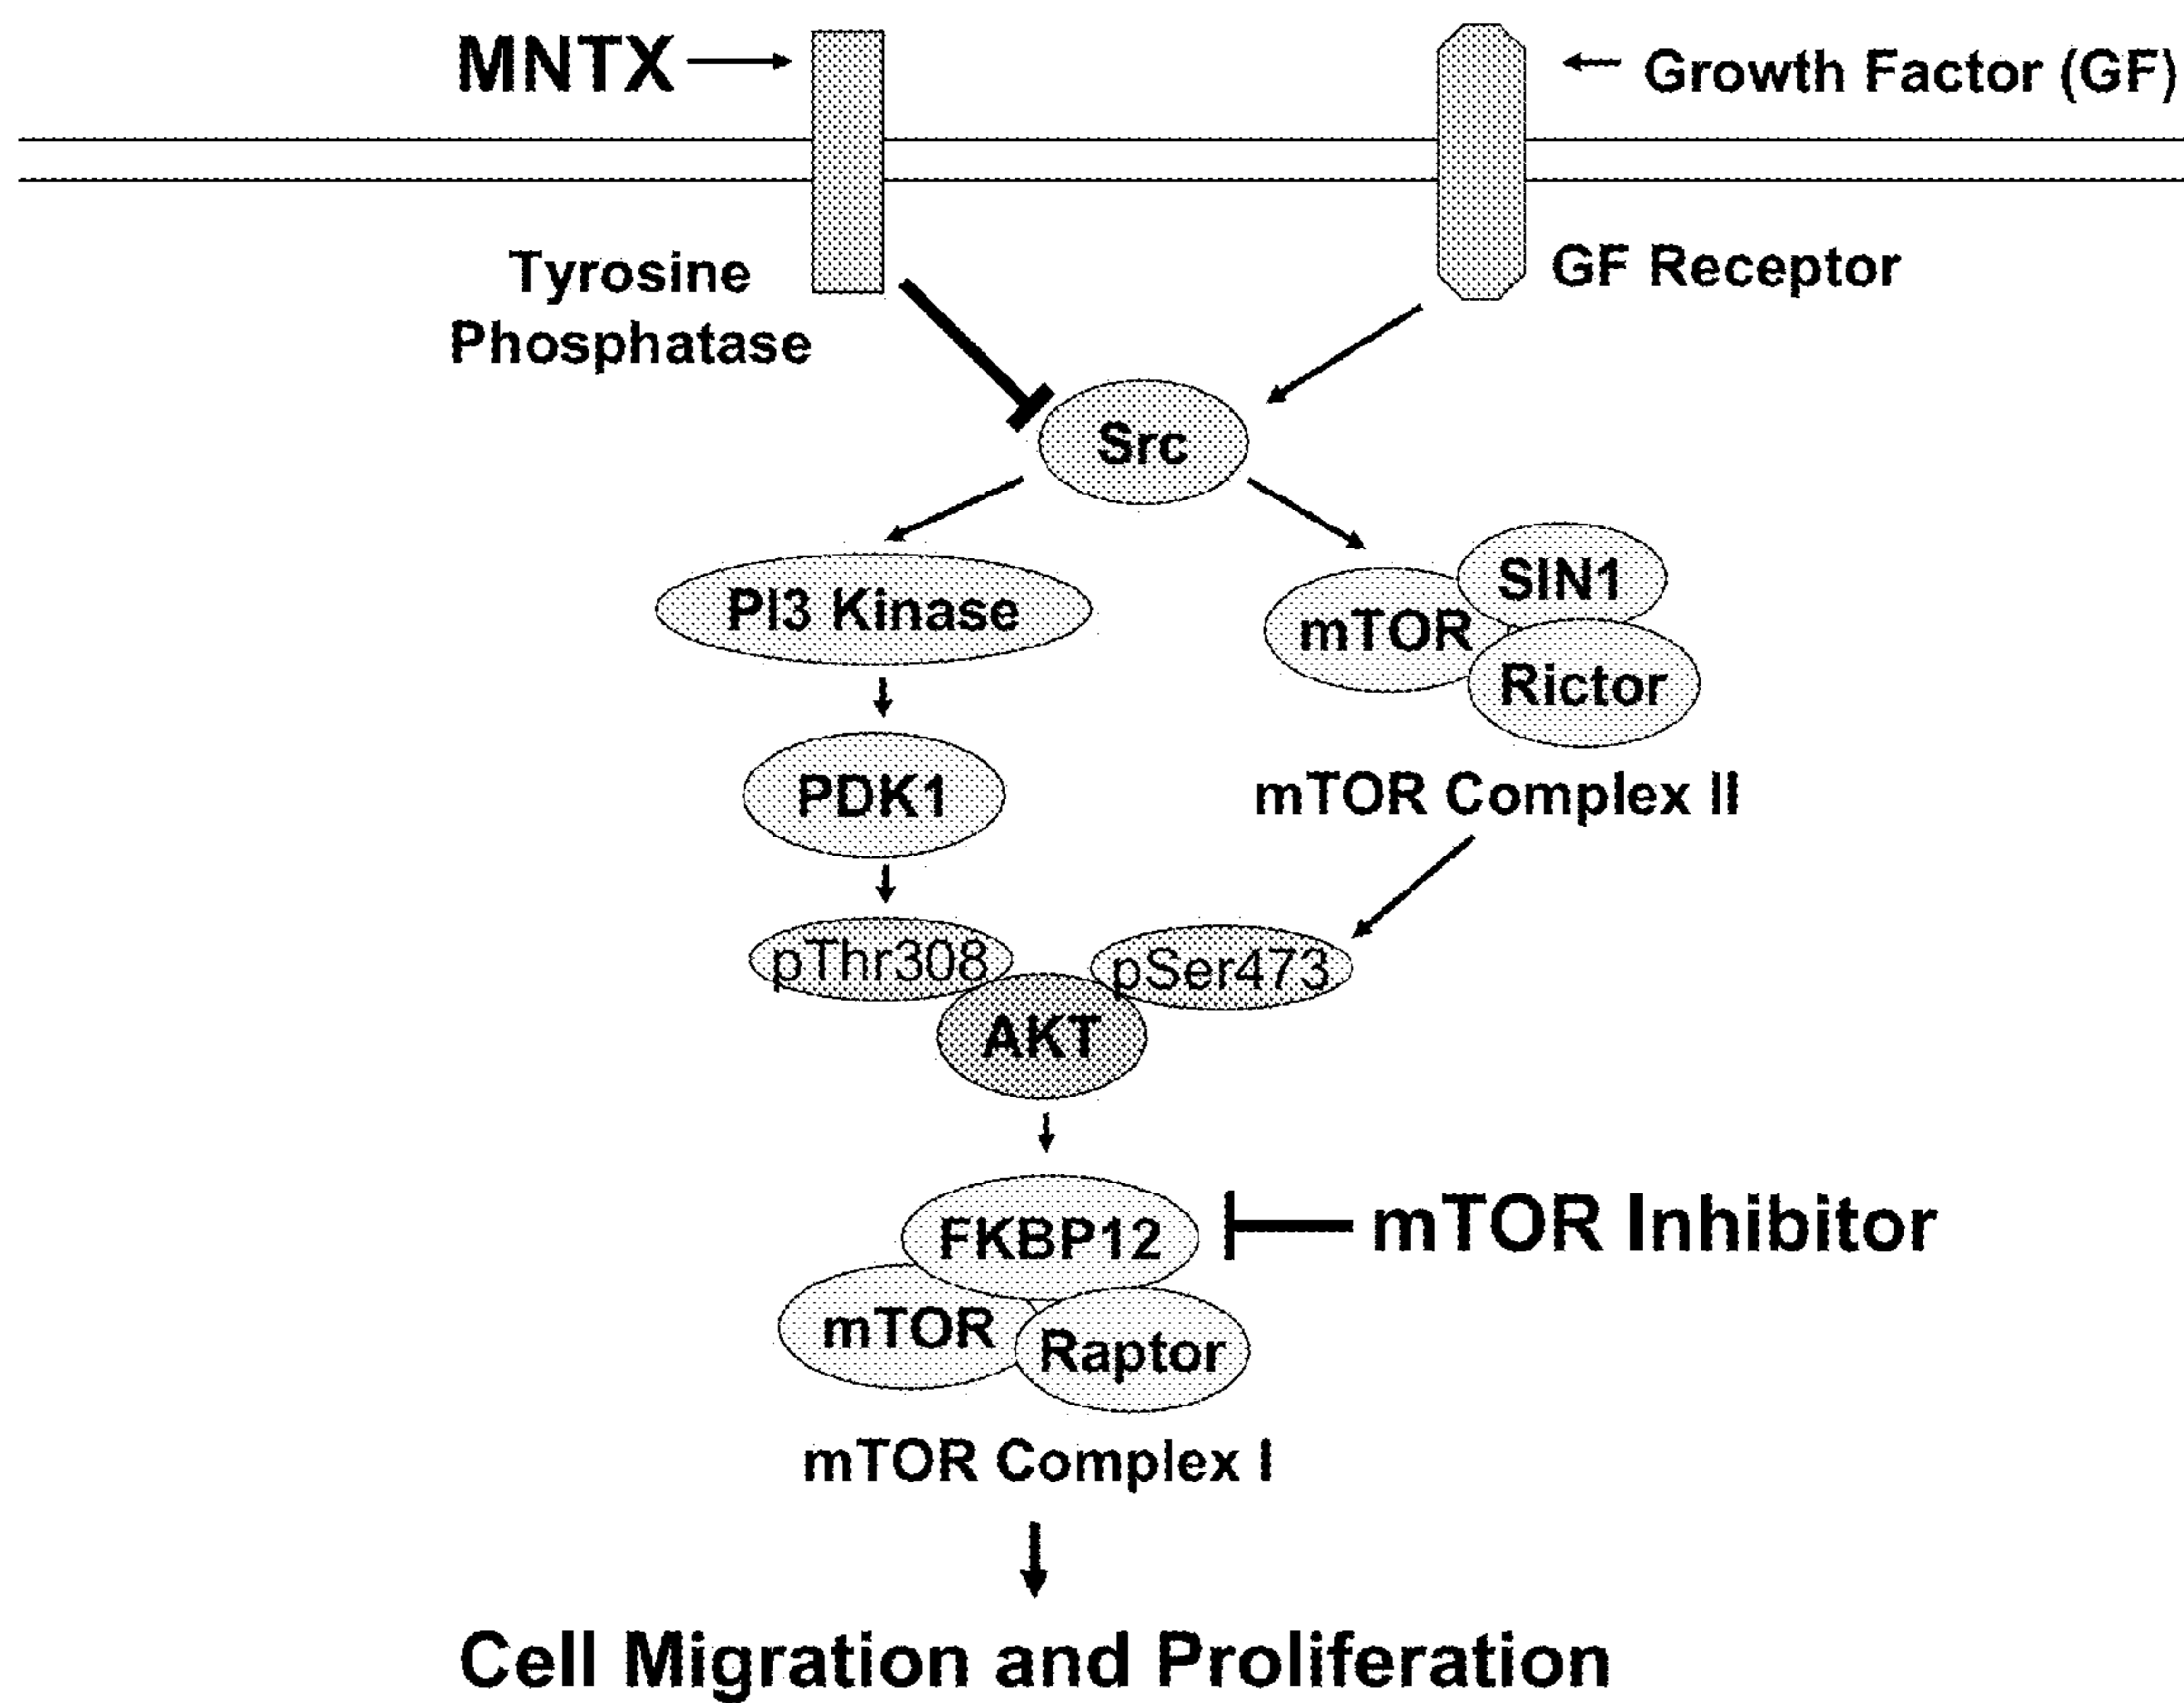 MNTX
Growth Factor (GF)
Tyrosine
Phosphatase
GF Receptor
Src
PI3 Kinase
SIN1
mTOR
Rictor
PDK1
mTOR Complex II
pThr308
pSer473
AKT
FKBP12
mTOR Inhibitor
mTOR
Raptor
mTOR Complex I
Cell Migration and Proliferation